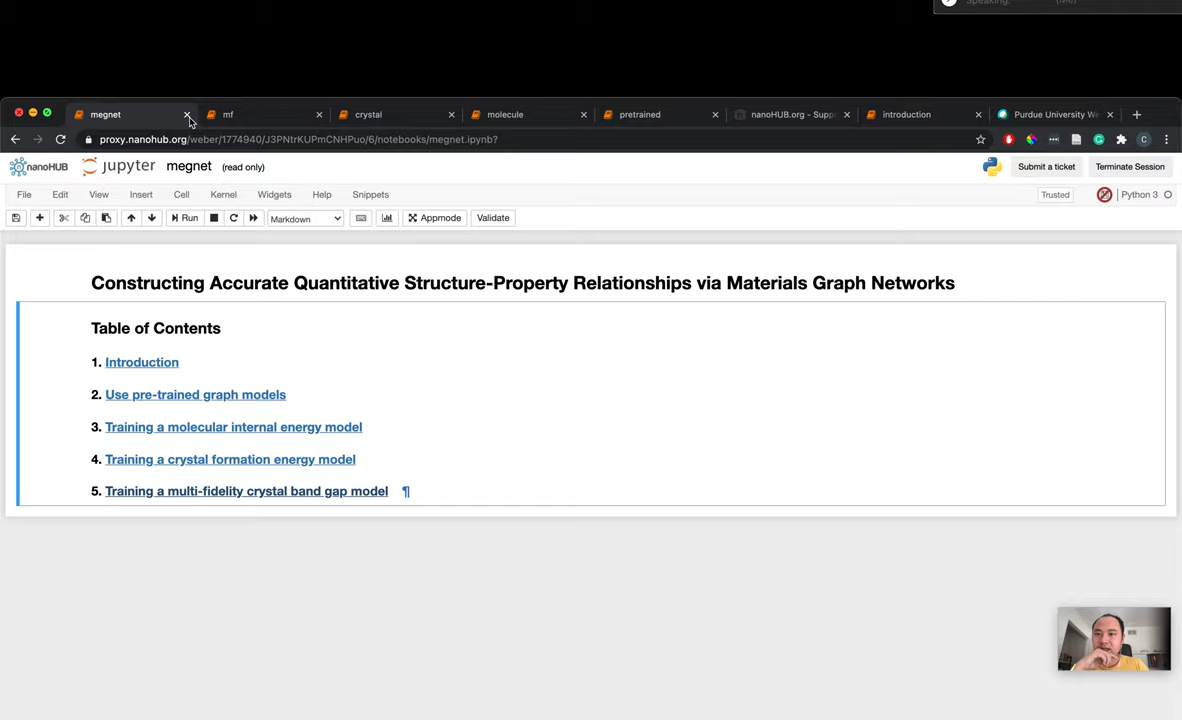 Speaking:
megnet
mf
crystal
molecule
pretrained
nanoHUB.org - Supp
introduction
Purdue University We
proxy.nanohub.org/weber/1774940/J3PNtrKUPmCNHPuo/6/notebooks/megnet.ipynb?
C
nanoHUB
jupyter
megnet
(read only)
Submit a ticket
Terminate Session
File
Edit
View
Insert
Cell
Kernel
Widgets
Help
Snippets
Trusted
Python 3
Run
Markdown
Appmode
Validate
Constructing Accurate Quantitative Structure-Property Relationships via Materials Graph Networks
Table of Contents
1. Introduction
2. Use pre-trained graph models
3. Training a molecular internal energy model
4. Training a crystal formation energy model
5. Training a multi-fidelity crystal band gap model ¶